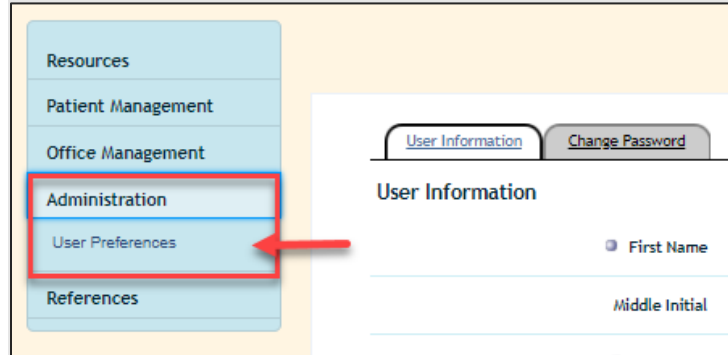 Resources
Patient Management
Office Management
Administration
User Preferences
References
User Information
Change Password
User Information
First Name
Middle Initial